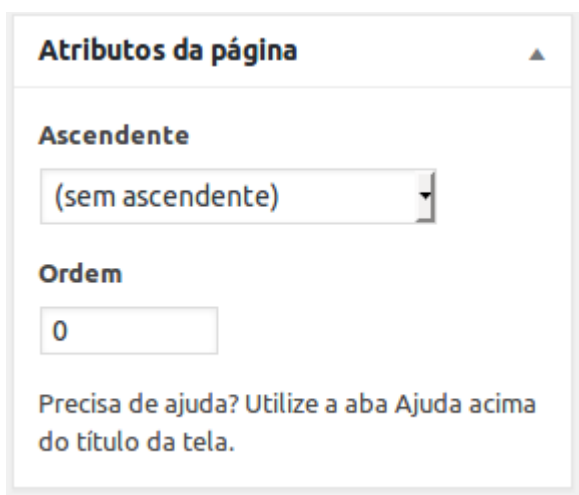 Atributos da página
Ascendente
(sem ascendente)
Ordem
0
Precisa de ajuda? Utilize a aba Ajuda acima
do título da tela.